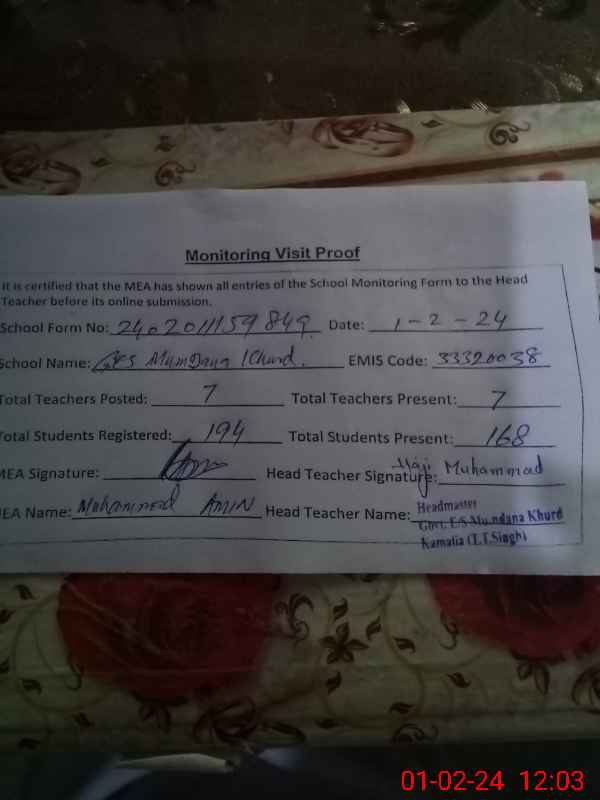 Monitoring Visit Proof
It is certified that the MEA has shown all entries of the School Monitoring Form to the Head
Teacher before its online submission.
School Form No: 2402011159849 Date: 1-2-24
School Name: GES Mundana Khurd. EMIS Code: 33320038
Total Teachers Posted: 7 Total Teachers Present: 7
Total Students Registered: 194 Total Students Present: 168
MEA Signature: Head Teacher Signature: Haji Muhammad
MEA Name: Muhammad AMIN Head Teacher Name: Headmaster
Govt. E/S Mundana Khurd
Kamalia (T.T.Singh)
01-02-24 12:03